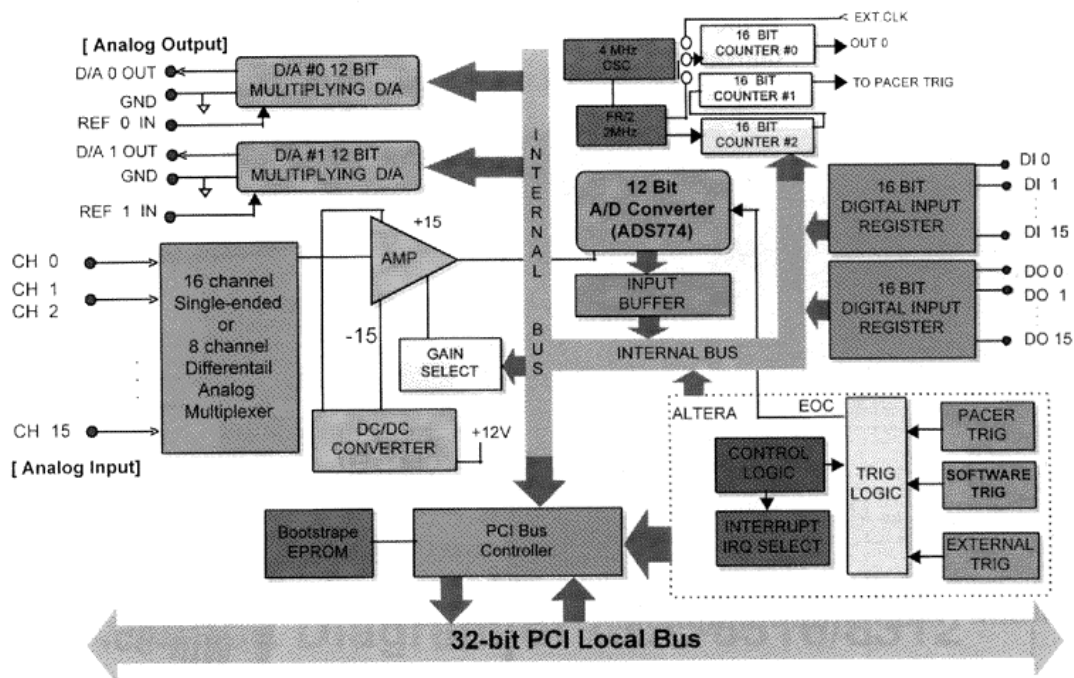 [ Analog Output]
D/A 0 OUT
GND
REF 0 IN
D/A #0 12 BIT
MULITIPLYING D/A
D/A 1 OUT
GND
REF 1 IN
D/A #1 12 BIT
MULITIPLYING D/A
CH 0
CH 1
CH 2
CH 15
[ Analog Input]
16 channel
Single-ended
or
8 channel
Differentail
Analog
Multiplexer
+15
AMP
-15
GAIN
SELECT
DC/DC
CONVERTER
+12V
INTERNAL BUS
4 MHz
OSC
FR/2
2MHz
EXT.CLK
16 BIT
COUNTER #0
OUT 0
16 BIT
COUNTER #1
TO PACER TRIG
16 BIT
COUNTER #2
12 Bit
A/D Converter
(ADS774)
INPUT
BUFFER
INTERNAL BUS
16 BIT
DIGITAL INPUT
REGISTER
DI 0
DI 1
DI 15
16 BIT
DIGITAL INPUT
REGISTER
DO 0
DO 1
DO 15
ALTERA
EOC
CONTROL
LOGIC
INTERRUPT
IRQ SELECT
TRIG
LOGIC
PACER
TRIG
SOFTWARE
TRIG
EXTERNAL
TRIG
Bootstrape
EPROM
PCI Bus
Controller
32-bit PCI Local Bus